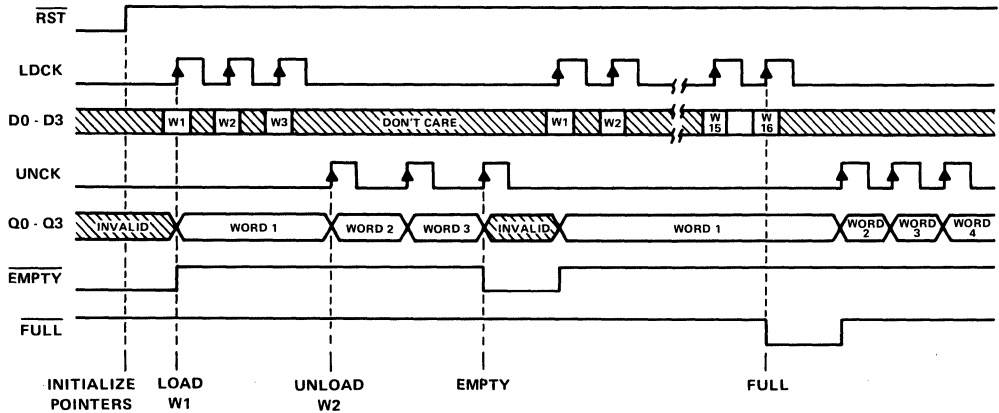 RST
LDCK
D0 - D3 W1 W2 W3 DON'T CARE W1 W2 W 15 W 16
UNCK
Q0 - Q3 INVALID WORD 1 WORD 2 WORD 3 INVALID WORD 1 WORD 2 WORD 3 WORD 4
EMPTY
FULL
INITIALIZE POINTERS
LOAD W1
UNLOAD W2
EMPTY
FULL